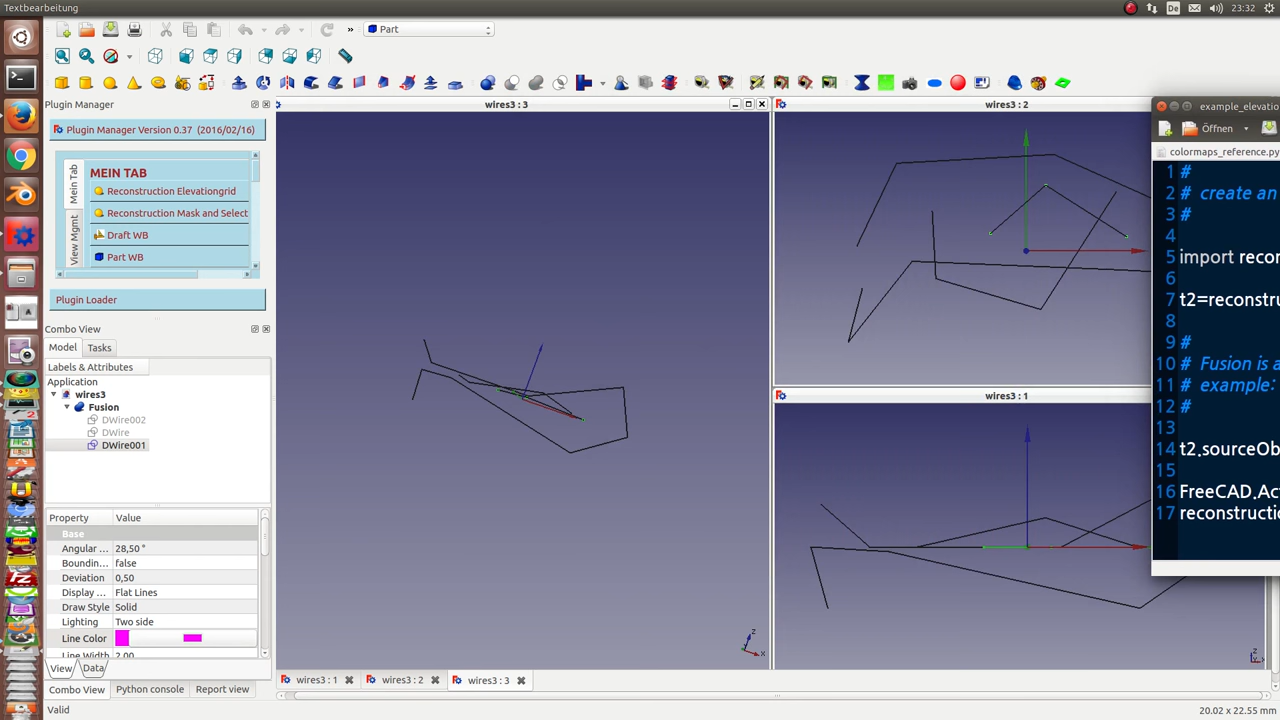 Textbearbeitung
De
23:32
Part
Plugin Manager
Plugin Manager Version 0.37 (2016/02/16)
Mein Tab
View Mgmt
MEIN TAB
Reconstruction Elevationgrid
Reconstruction Mask and Select
Draft WB
Part WB
Plugin Loader
Combo View
Model
Tasks
Labels & Attributes
Application
wires3
Fusion
DWire002
DWire
DWire001
Property
Value
Base
Angular ...
28,50 °
Boundin...
false
Deviation
0,50
Display ...
Flat Lines
Draw Style
Solid
Lighting
Two side
Line Color
Line Width
2.00
View
Data
Combo View
Python console
Report view
Valid
wires3 : 3
z
x
wires3 : 2
wires3 : 1
wires3 : 1
wires3 : 2
wires3 : 3
20.02 x 22.55 mm
example_elevatio
Öffnen
colormaps_reference.py
1 #
2 # create an
3 #
4
5 import recon
6
7 t2=reconstru
8
9 #
10 # Fusion is a
11 # example:
12 #
13
14 t2.sourceOb
15
16 FreeCAD.Act
17 reconstructio